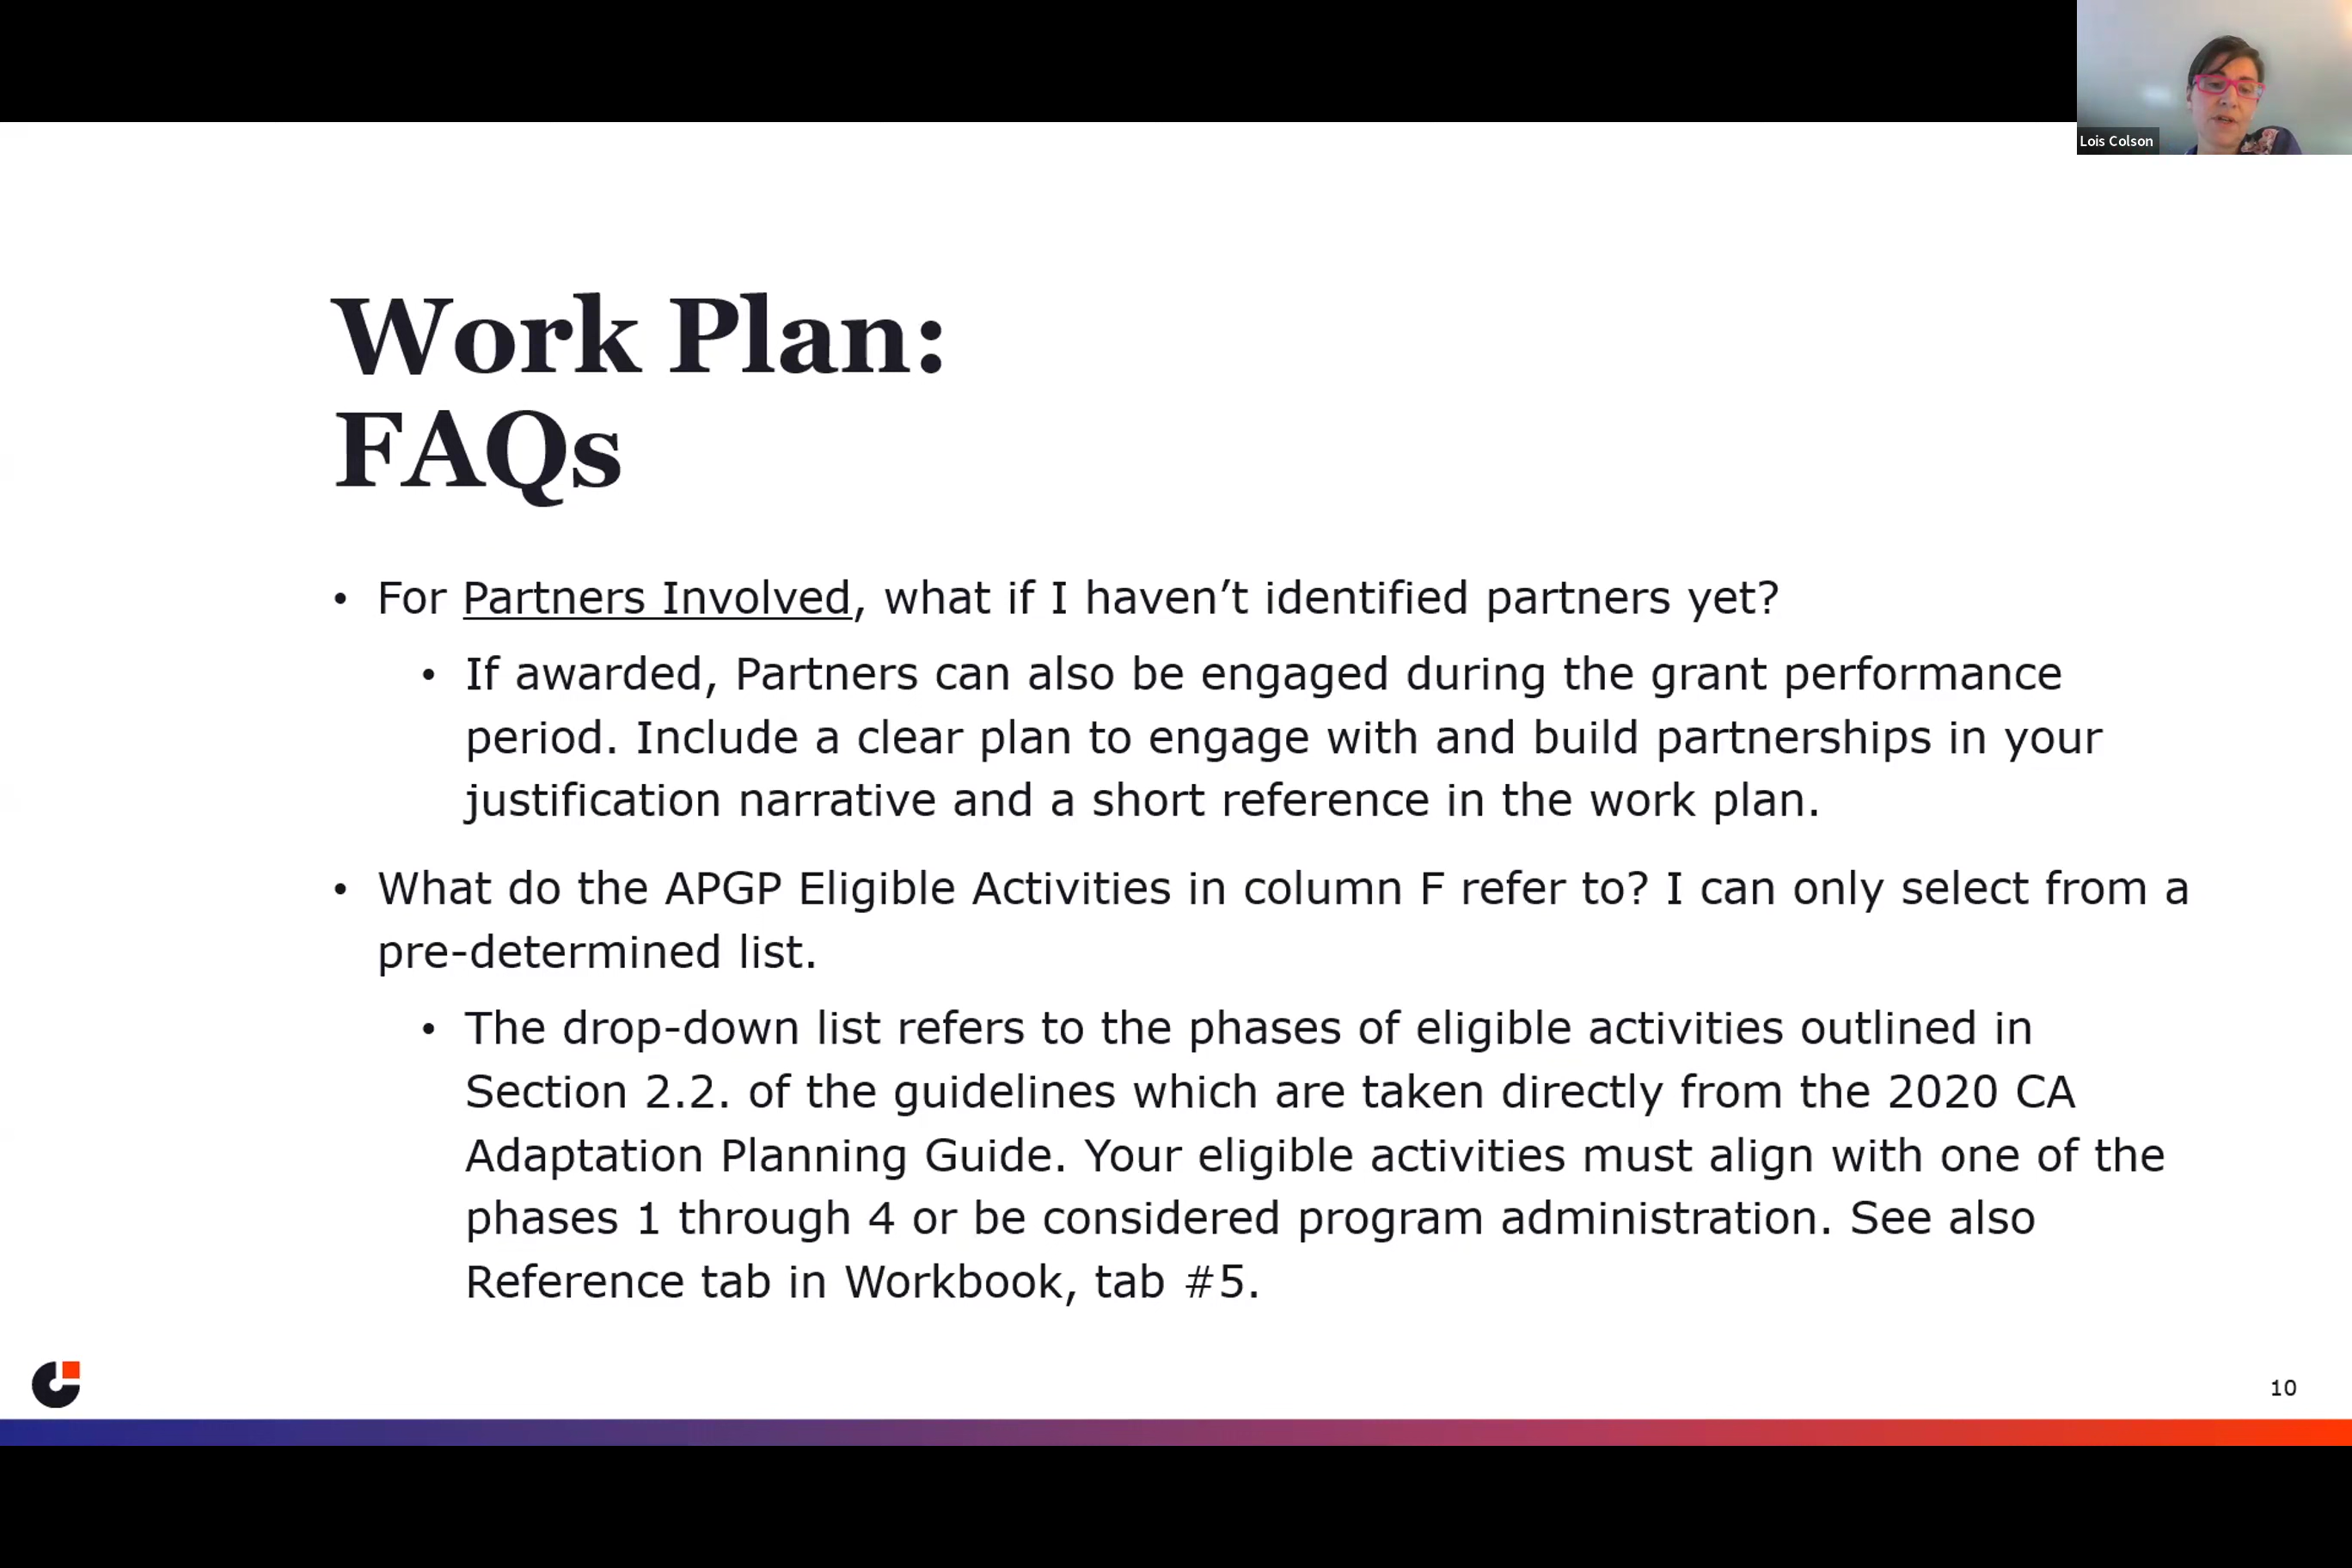 Lois Colson
Work Plan:
FAQs
• For Partners Involved, what if I haven’t identified partners yet?
• If awarded, Partners can also be engaged during the grant performance
period. Include a clear plan to engage with and build partnerships in your
justification narrative and a short reference in the work plan.
• What do the APGP Eligible Activities in column F refer to? I can only select from a
pre-determined list.
• The drop-down list refers to the phases of eligible activities outlined in
Section 2.2. of the guidelines which are taken directly from the 2020 CA
Adaptation Planning Guide. Your eligible activities must align with one of the
phases 1 through 4 or be considered program administration. See also
Reference tab in Workbook, tab #5.
10